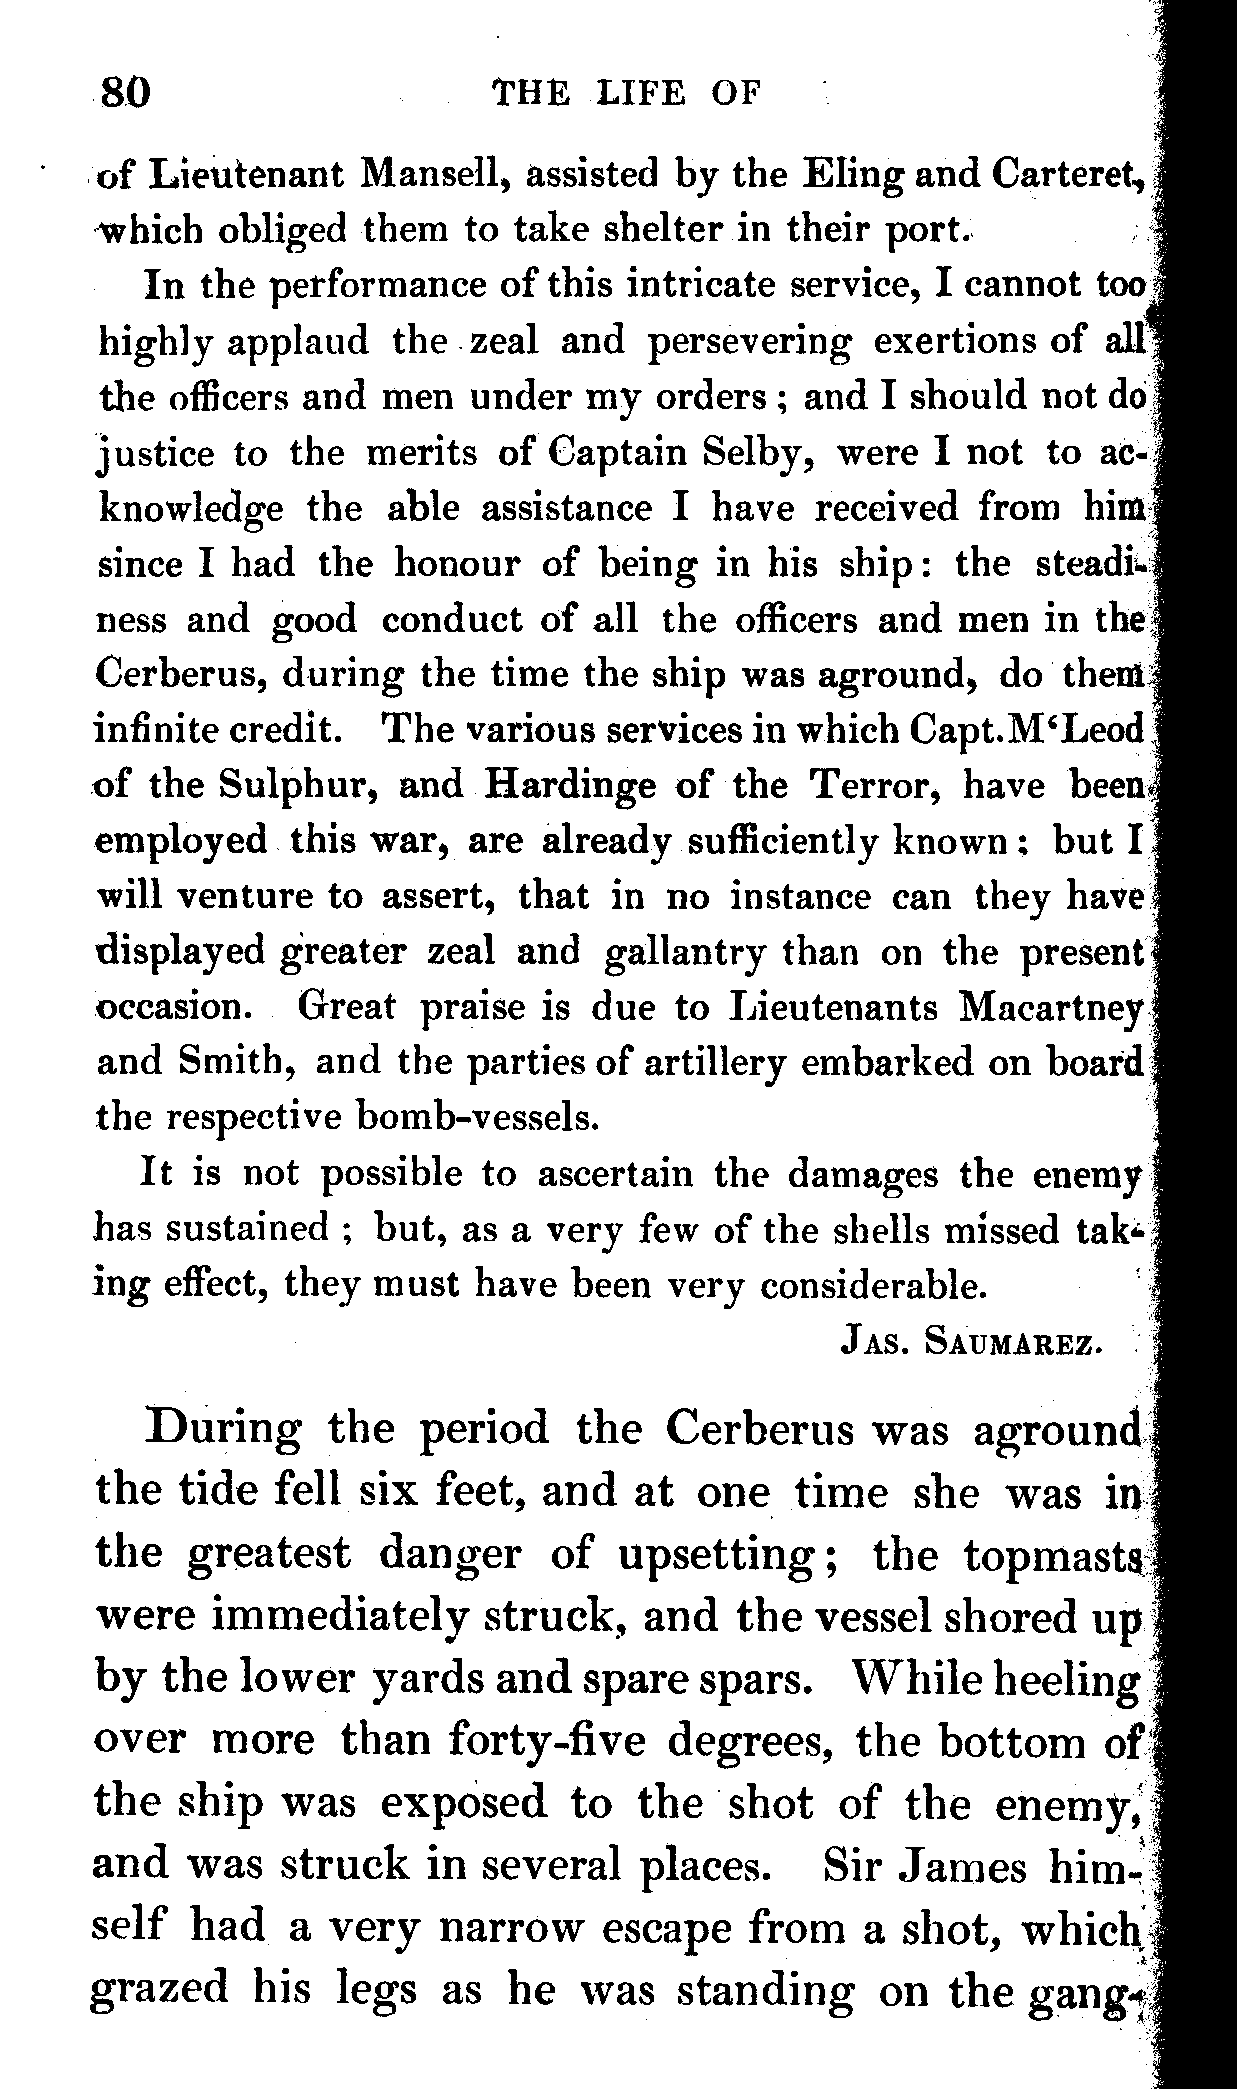 80 THE LIFE OF
of Lieutenant Mansell, assisted by the Eling and Carteret,
which obliged them to take shelter in their port.
In the performance of this intricate service, I cannot too
highly applaud the zeal and persevering exertions of all
the officers and men under my orders ; and I should not do
justice to the merits of Captain Selby, were I not to ac-
knowledge the able assistance I have received from him
since I had the honour of being in his ship: the steadi-
ness and good conduct of all the officers and men in the
Cerberus, during the time the ship was aground, do them
infinite credit. The various services in which Capt.M‘Leod
of the Sulphur, and Hardinge of the Terror, have been
employed this war, are already sufficiently known ; but I
will venture to assert, that in no instance can they have
displayed greater zeal and gallantry than on the present
occasion. Great praise is due to Lieutenants Macartney
and Smith, and the parties of artillery embarked on board
the respective bomb-vessels.
It is not possible to ascertain the damages the enemy
has sustained ; but, as a very few of the shells missed tak-
ing effect, they must have been very considerable.
JAS. SAUMAREZ.
During the period the Cerberus was aground
the tide fell six feet, and at one time she was in
the greatest danger of upsetting ; the topmasts
were immediately struck, and the vessel shored up
by the lower yards and spare spars. While heeling
over more than forty-five degrees, the bottom of
the ship was exposed to the shot of the enemy,
and was struck in several places. Sir James him-
self had a very narrow escape from a shot, which
grazed his legs as he was standing on the gang-